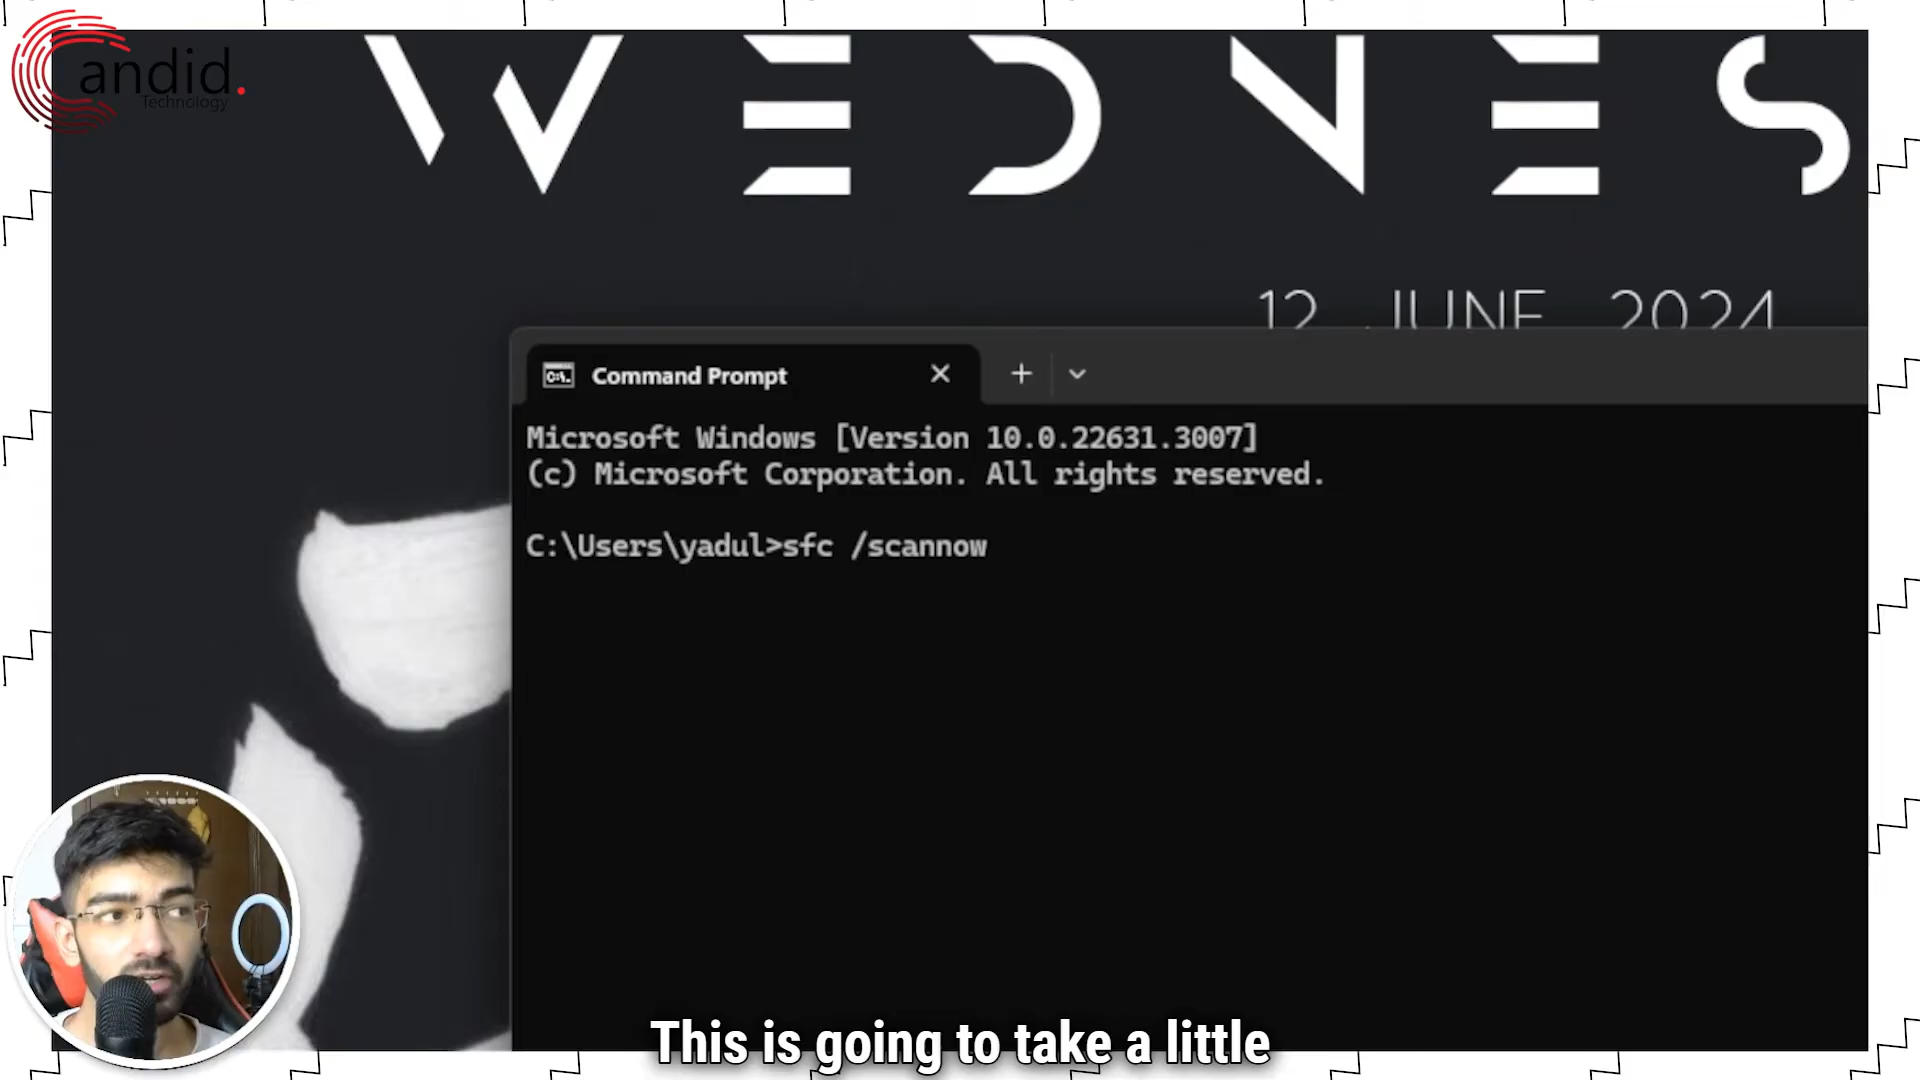 Candid.
Technology
WEDNES
12 JUNE 2024
Command Prompt
Microsoft Windows [Version 10.0.22631.3007]
(c) Microsoft Corporation. All rights reserved.
C:\Users\yadul>sfc /scannow
This is going to take a little